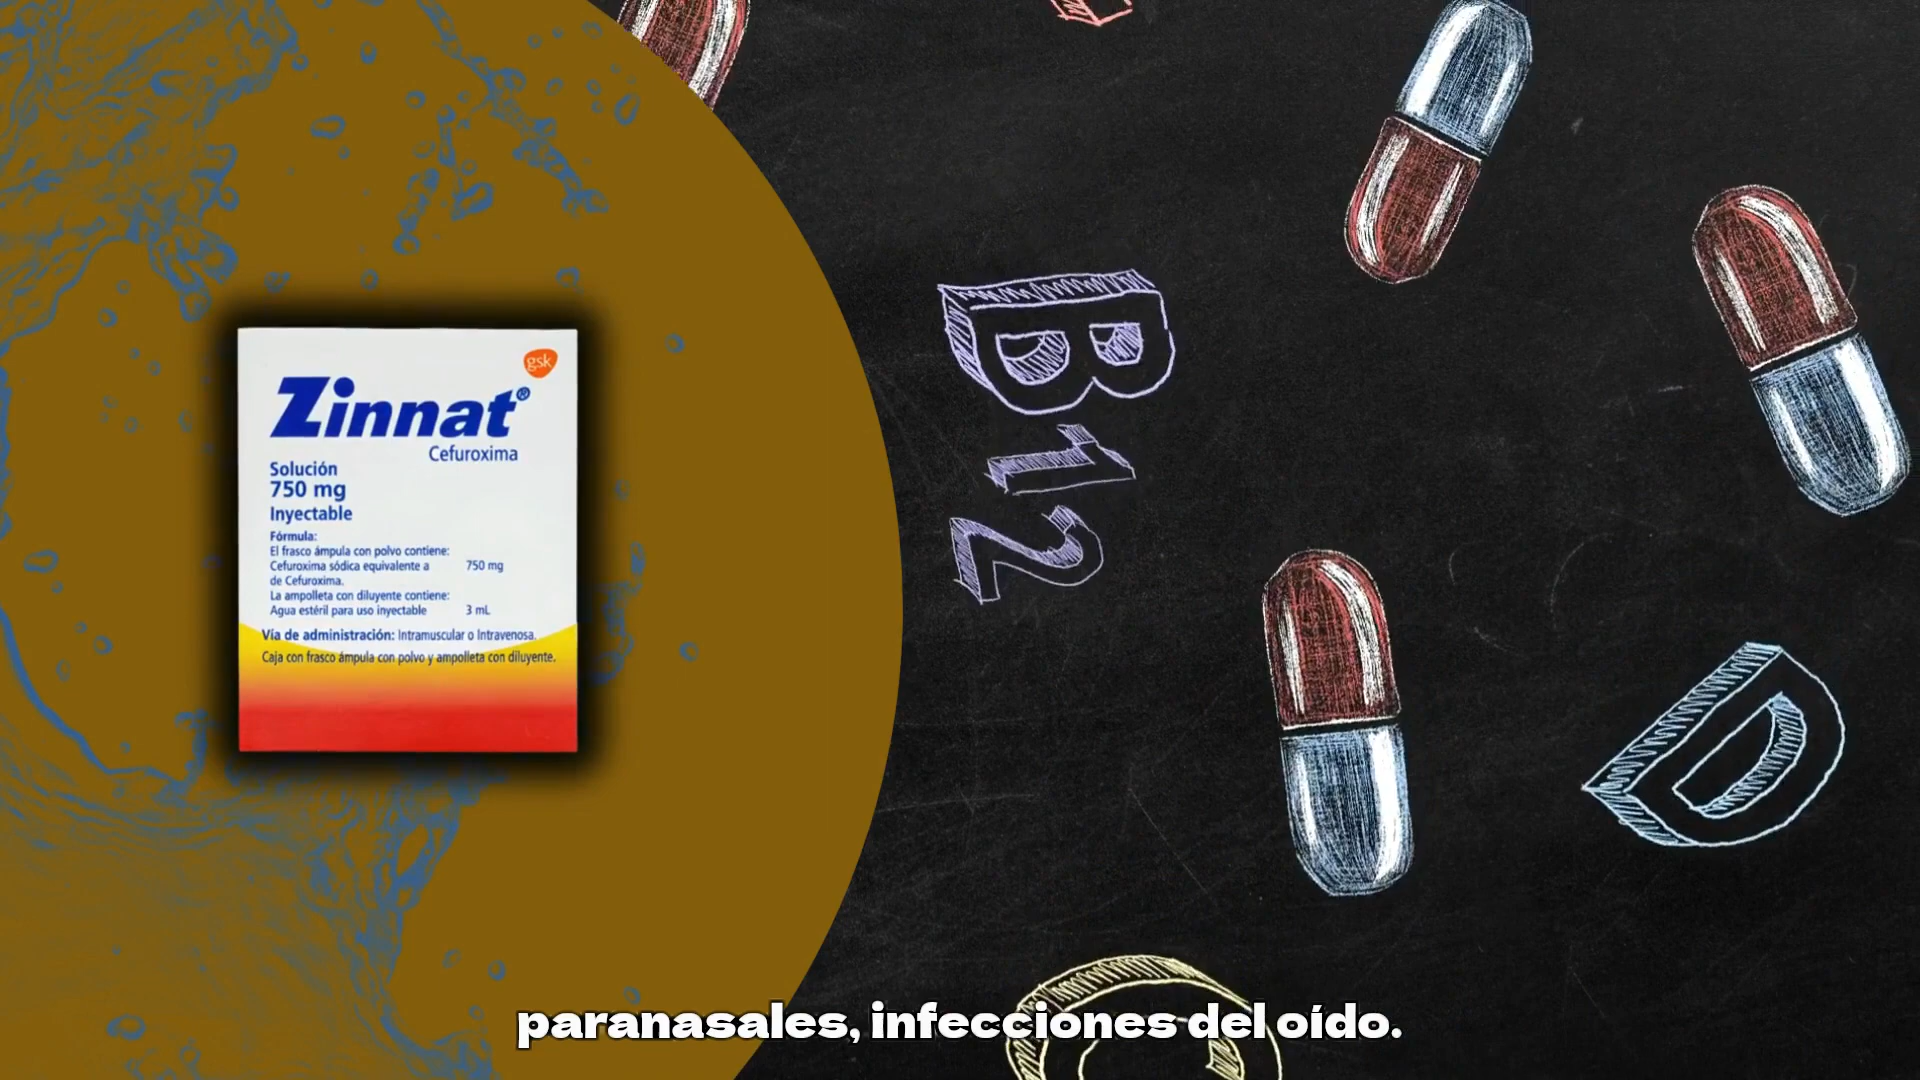 gsk
Zinnat®
Cefuroxima
Solución
750 mg
Inyectable
Fórmula:
El frasco ámpula con polvo contiene:
Cefuroxima sódica equivalente a 750 mg
de Cefuroxima.
La ampolleta con diluyente contiene:
Agua estéril para uso inyectable 3 mL
Vía de administración: Intramuscular o Intravenosa.
Caja con frasco ámpula con polvo y ampolleta con diluyente.
B12
D
paranasales, infecciones del oído.